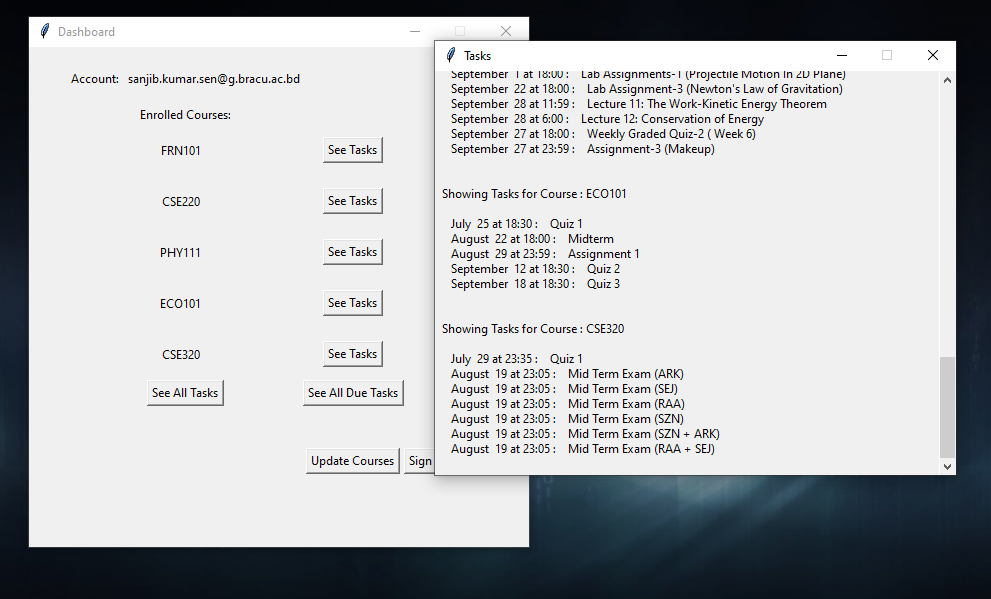 Dashboard
Account: sanjib.kumar.sen@g.bracu.ac.bd
Enrolled Courses:
FRN101 See Tasks
CSE220 See Tasks
PHY111 See Tasks
ECO101 See Tasks
CSE320 See Tasks
See All Tasks See All Due Tasks
Update Courses Sign
Tasks
September 1 at 18:00 : Lab Assignments-1 (Projectile Motion In 2D Plane)
September 22 at 18:00 : Lab Assignment-3 (Newton's Law of Gravitation)
September 28 at 11:59 : Lecture 11: The Work-Kinetic Energy Theorem
September 28 at 6:00 : Lecture 12: Conservation of Energy
September 27 at 18:00 : Weekly Graded Quiz-2 ( Week 6)
September 27 at 23:59 : Assignment-3 (Makeup)
Showing Tasks for Course : ECO101
July 25 at 18:30 : Quiz 1
August 22 at 18:00 : Midterm
August 29 at 23:59 : Assignment 1
September 12 at 18:30 : Quiz 2
September 18 at 18:30 : Quiz 3
Showing Tasks for Course : CSE320
July 29 at 23:35 : Quiz 1
August 19 at 23:05 : Mid Term Exam (ARK)
August 19 at 23:05 : Mid Term Exam (SEJ)
August 19 at 23:05 : Mid Term Exam (RAA)
August 19 at 23:05 : Mid Term Exam (SZN)
August 19 at 23:05 : Mid Term Exam (SZN + ARK)
August 19 at 23:05 : Mid Term Exam (RAA + SEJ)